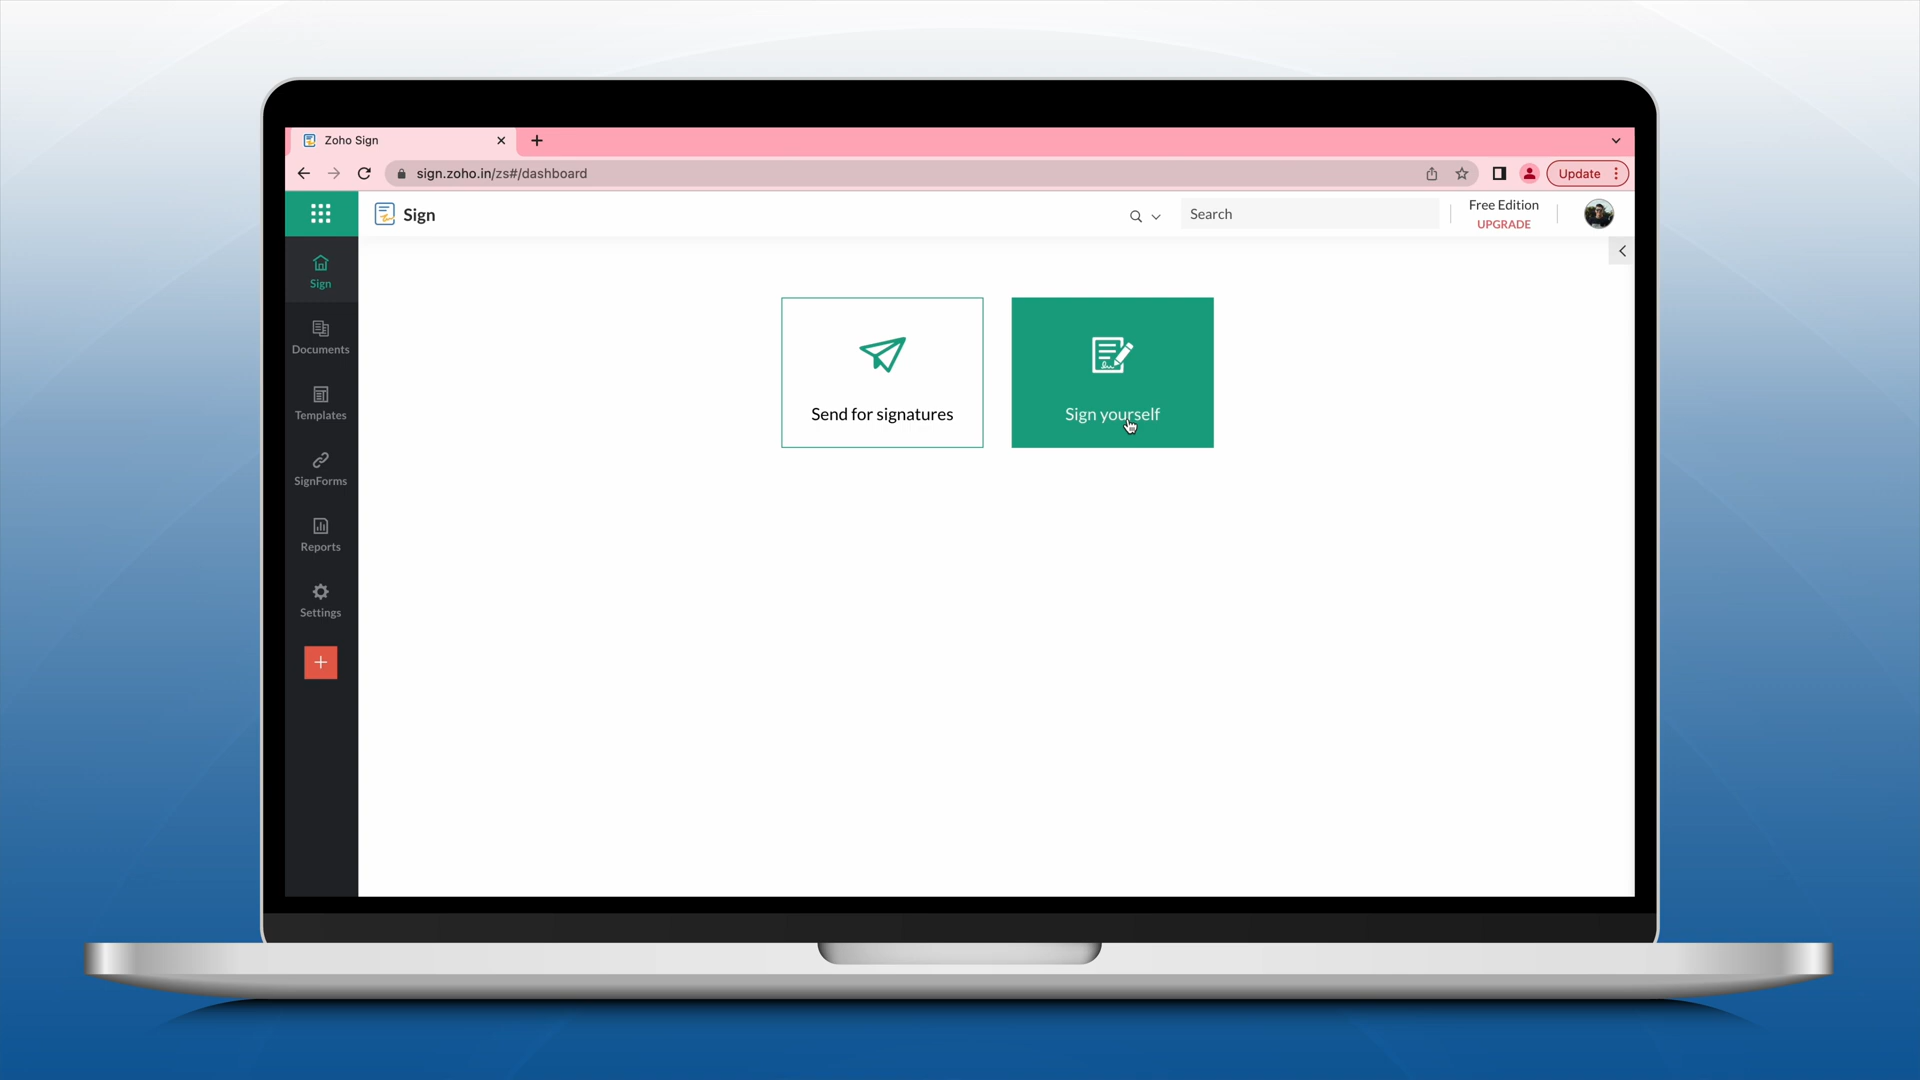 Zoho Sign
sign.zoho.in/zs#/dashboard
Update
Sign
Search
Free Edition
UPGRADE
Sign
Documents
Templates
SignForms
Reports
Settings
Send for signatures
Sign yourself